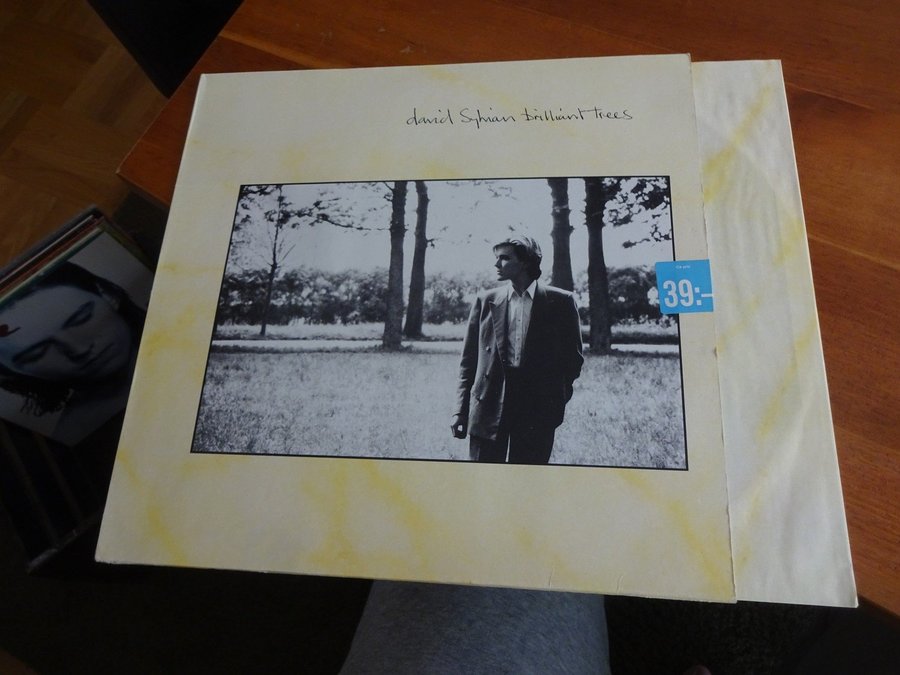 david Sylvian brilliant trees
39:-